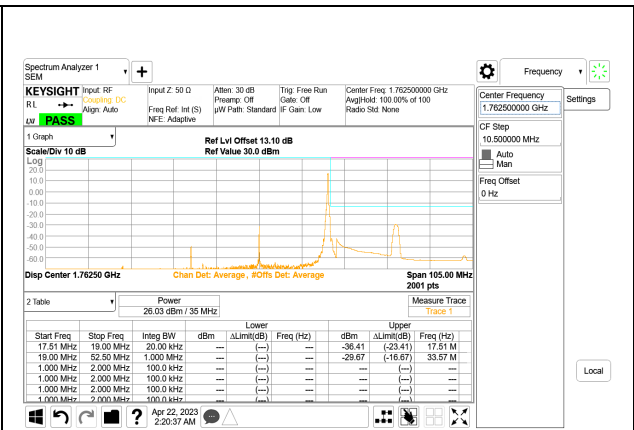 Spectrum Analyzer 1
SEM
+
Frequency
KEYSIGHT
RL
LXI PASS
Input: RF
Coupling: DC
Align: Auto
Input Z: 50 Ω
Freq Ref: Int (S)
NFE: Adaptive
Atten: 30 dB
Preamp: Off
µW Path: Standard
Trig: Free Run
Gate: Off
IF Gain: Low
Center Freq: 1.762500000 GHz
Avg|Hold: 100.00% of 100
Radio Std: None
Center Frequency
1.762500000 GHz
Settings
CF Step
10.500000 MHz
Auto
Man
Freq Offset
0 Hz
Local
1 Graph
Scale/Div 10 dB
Ref Lvl Offset 13.10 dB
Ref Value 30.0 dBm
Log
20.0
10.0
0.00
-10.0
-20.0
-30.0
-40.0
-50.0
-60.0
Disp Center 1.76250 GHz
Chan Det: Average, #Offs Det: Average
Span 105.00 MHz
2001 pts
2 Table
Power
26.03 dBm / 35 MHz
Measure Trace
Trace 1
Lower Upper
Start Freq Stop Freq Integ BW dBm ΔLimit(dB) Freq (Hz) dBm ΔLimit(dB) Freq (Hz)
17.51 MHz 19.00 MHz 20.00 kHz --- (---) --- -36.41 (-23.41) 17.51 M
19.00 MHz 52.50 MHz 1.000 MHz --- (---) --- -29.67 (-16.67) 33.57 M
1.000 MHz 2.000 MHz 100.0 kHz --- (---) --- --- (---) ---
1.000 MHz 2.000 MHz 100.0 kHz --- (---) --- --- (---) ---
1.000 MHz 2.000 MHz 100.0 kHz --- (---) --- --- (---) ---
1.000 MHz 2.000 MHz 100.0 kHz --- (---) --- --- (---) ---
?
Apr 22, 2023
2:20:37 AM